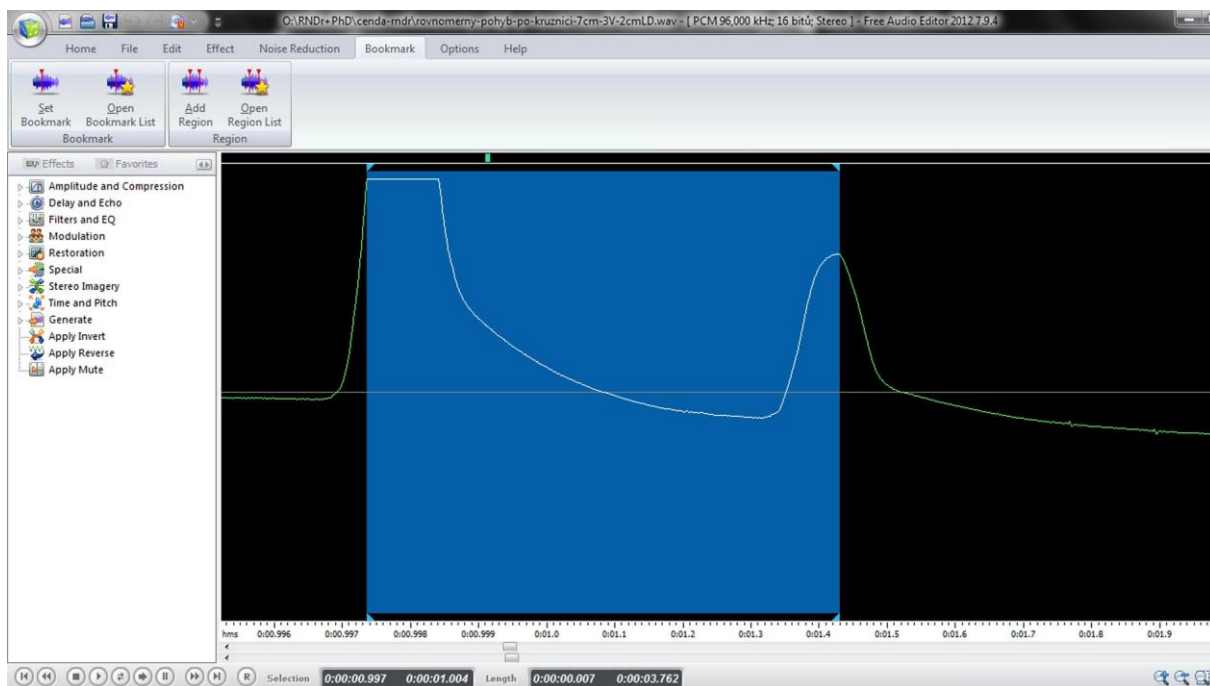 O:\RNDr+PhD\cenda-rndr\rovnomerny-pohyb-po-kruznici-7cm-3V-2cmLD.wav - [ PCM 96,000 kHz; 16 bitů; Stereo ] - Free Audio Editor 2012 7.9.4
Home File Edit Effect Noise Reduction Bookmark Options Help
Set Bookmark Open Bookmark List Add Region Open Region List
Bookmark Region
Effects Favorites
Amplitude and Compression
Delay and Echo
Filters and EQ
Modulation
Restoration
Special
Stereo Imagery
Time and Pitch
Generate
Apply Invert
Apply Reverse
Apply Mute
hms 0:00.996 0:00.997 0:00.998 0:00.999 0:01.0 0:01.1 0:01.2 0:01.3 0:01.4 0:01.5 0:01.6 0:01.7 0:01.8 0:01.9
R Selection 0:00:00.997 0:00:01.004 Length 0:00:00.007 0:00:03.762